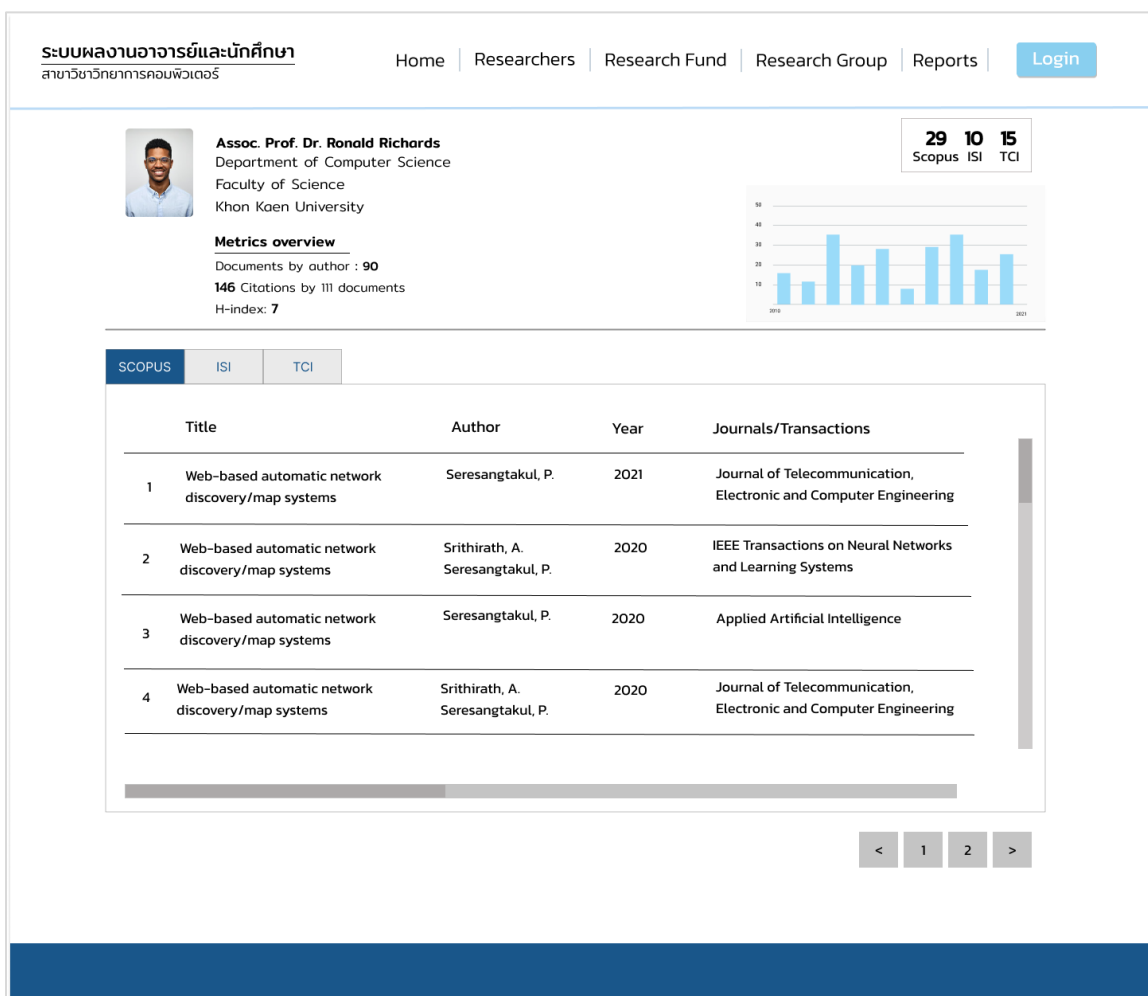 ระบบผลงานอาจารย์และนักศึกษา
สาขาวิชาวิทยาการคอมพิวเตอร์
Home Researchers Research Fund Research Group Reports Login
Assoc. Prof. Dr. Ronald Richards
Department of Computer Science
Faculty of Science
Khon Kaen University
Metrics overview
Documents by author : 90
146 Citations by 111 documents
H-index: 7
29 10 15
Scopus ISI TCI
50
40
30
20
10
2010 2021
SCOPUS ISI TCI
Title Author Year Journals/Transactions
1 Web-based automatic network Seresangtakul, P. 2021 Journal of Telecommunication,
discovery/map systems Electronic and Computer Engineering
2 Web-based automatic network Srithirath, A. 2020 IEEE Transactions on Neural Networks
discovery/map systems Seresangtakul, P. and Learning Systems
3 Web-based automatic network Seresangtakul, P. 2020 Applied Artificial Intelligence
discovery/map systems
4 Web-based automatic network Srithirath, A. 2020 Journal of Telecommunication,
discovery/map systems Seresangtakul, P. Electronic and Computer Engineering
< 1 2 >